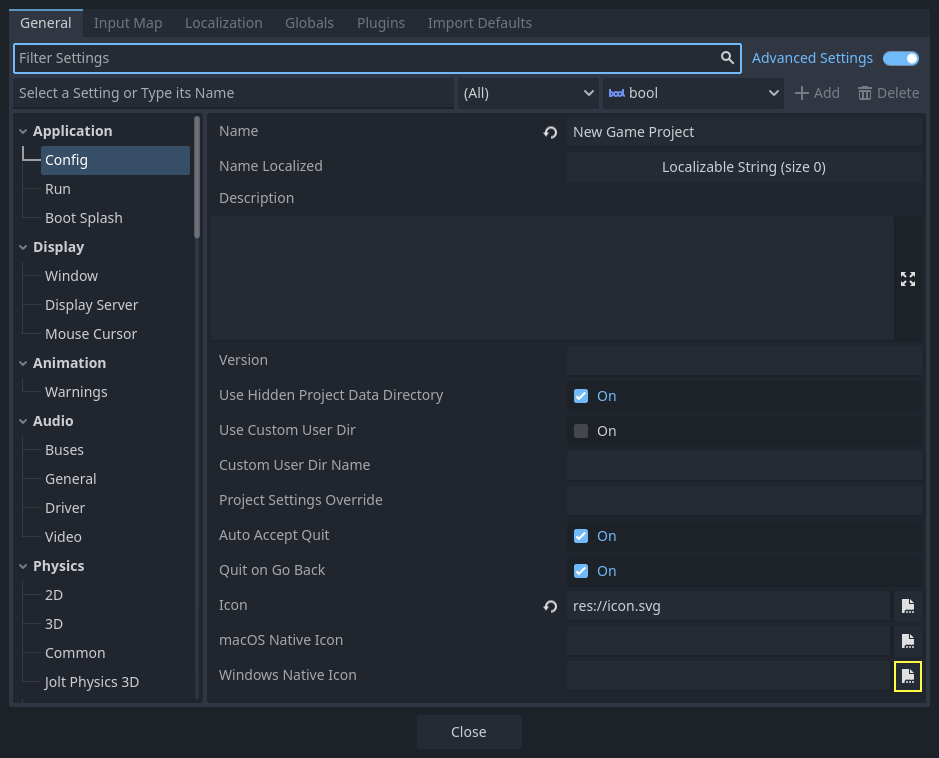 General Input Map Localization Globals Plugins Import Defaults
Filter Settings Advanced Settings
Select a Setting or Type its Name (All) bool bool Add Delete
Application
Config
Run
Boot Splash
Display
Window
Display Server
Mouse Cursor
Animation
Warnings
Audio
Buses
General
Driver
Video
Physics
2D
3D
Common
Jolt Physics 3D
Name New Game Project
Name Localized Localizable String (size 0)
Description
Version
Use Hidden Project Data Directory On
Use Custom User Dir On
Custom User Dir Name
Project Settings Override
Auto Accept Quit On
Quit on Go Back On
Icon res://icon.svg
macOS Native Icon
Windows Native Icon
Close